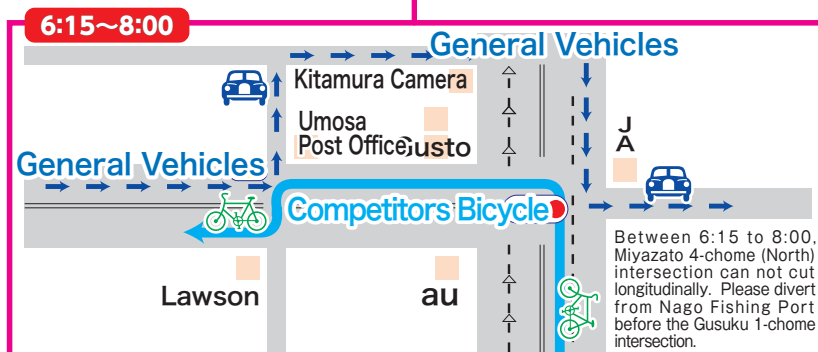 6:15～8:00
General Vehicles
Kitamura Camera
Umosa
Post Office
Gusto
JA
General Vehicles
Competitors Bicycle
Lawson
au
Between 6:15 to 8:00,
Miyazato 4-chome (North)
intersection can not cut
longitudinally. Please divert
from Nago Fishing Port
before the Gusuku 1-chome
intersection.